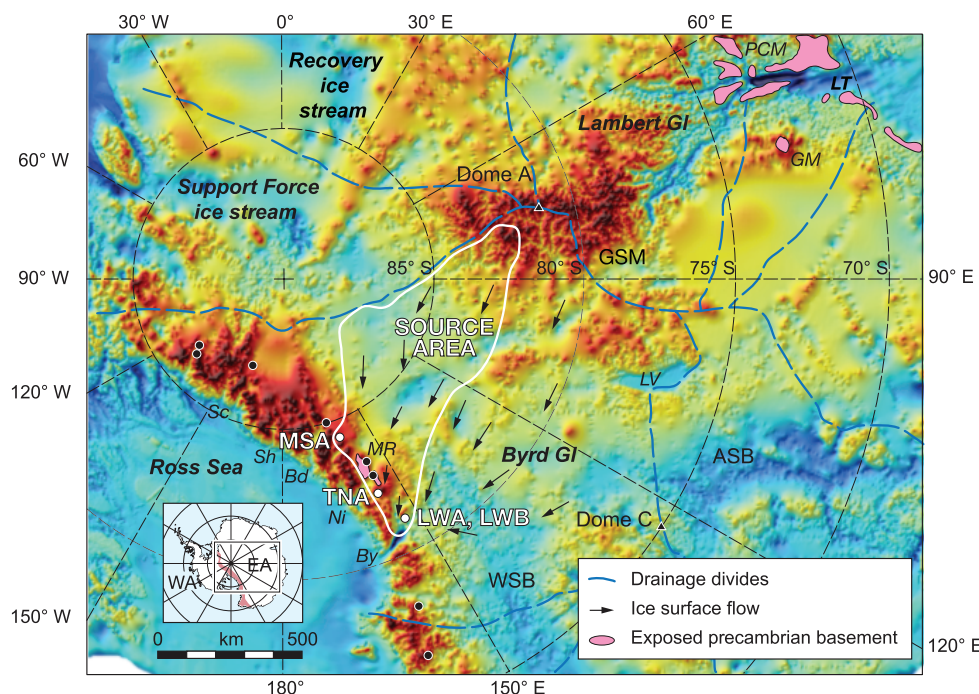 30° W
0°
30° E
60° E
Recovery
ice
stream
PCM
LT
Lambert Gl
GM
60° W
Dome A
Support Force
ice stream
GSM
90° W
85° S
80° S
75° S
70° S
90° E
SOURCE
AREA
LV
120° W
Sc
MSA
MR
Sh
Bd
Ross Sea
Byrd Gl
ASB
TNA
Ni
LWA, LWB
Dome C
By
WSB
WA
EA
150° W
0
km
500
Drainage divides
Ice surface flow
Exposed precambrian basement
120° E
180°
150° E